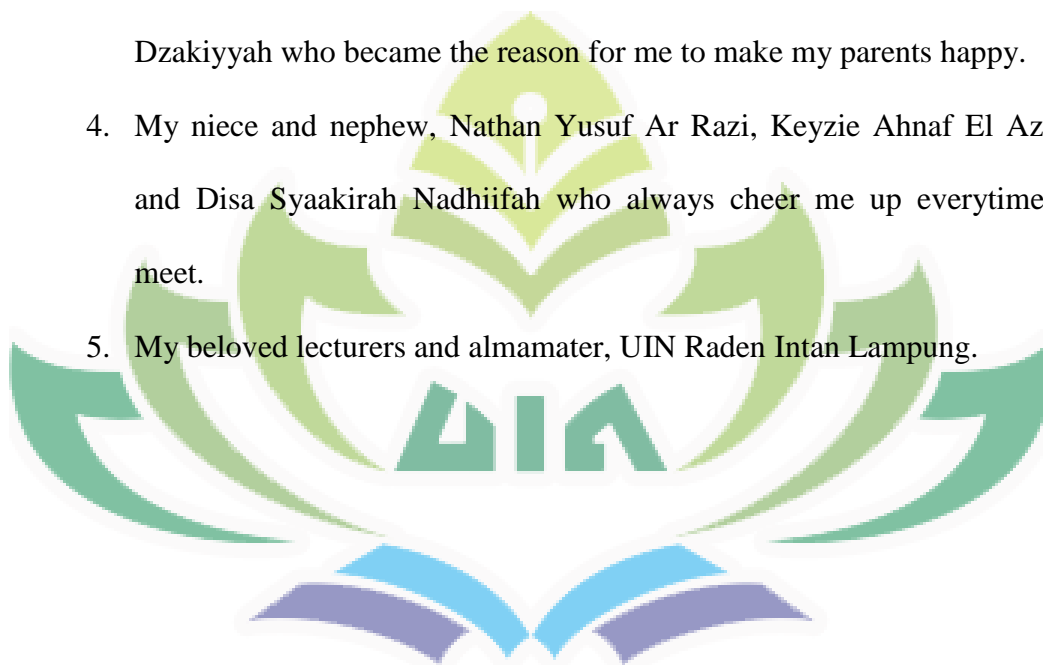 Dzakiyyah who became the reason for me to make my parents happy.
4. My niece and nephew, Nathan Yusuf Ar Razi, Keyzie Ahnaf El Az
and Disa Syaakirah Nadhiifah who always cheer me up everytime
meet.
5. My beloved lecturers and almamater, UIN Raden Intan Lampung.
UIN